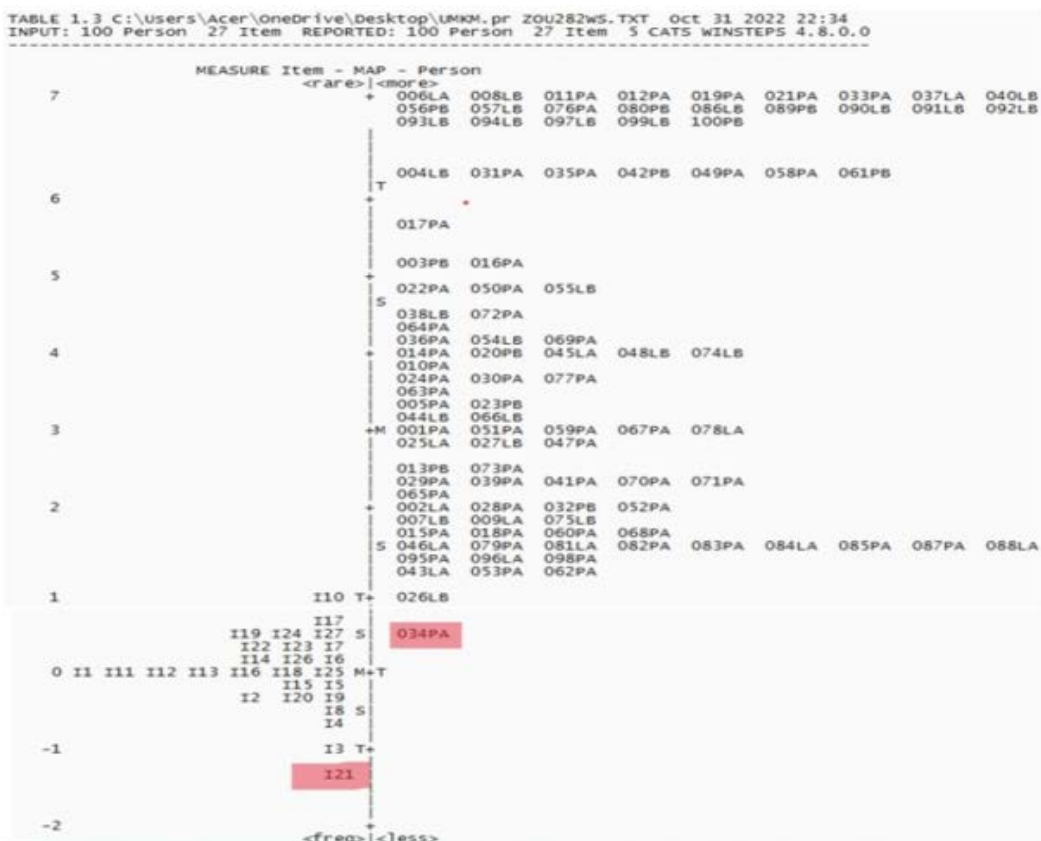 TABLE 1.3 C:\Users\Acer\OneDrive\Desktop\UMKM.pr ZOU282WS.TXT Oct 31 2022 22:34
INPUT: 100 Person 27 Item REPORTED: 100 Person 27 Item 5 CATS WINSTEPS 4.8.0.0
--------------------------------------------------------------------------------
MEASURE Item - MAP - Person
<rare>|<more>
7 + 006LA 008LB 011PA 012PA 019PA 021PA 033PA 037LA 040LB
056PB 057LB 076PA 080PB 086LB 089PB 090LB 091LB 092LB
093LB 094LB 097LB 099LB 100PB
004LB 031PA 035PA 042PB 049PA 058PA 061PB
T
6 +
017PA
003PB 016PA
5 +
022PA 050PA 055LB
S
038LB 072PA
064PA
036PA 054LB 069PA
4 + 014PA 020PB 045LA 048LB 074LB
010PA
024PA 030PA 077PA
063PA
005PA 023PB
044LB 066LB
3 +M 001PA 051PA 059PA 067PA 078LA
025LA 027LB 047PA
013PB 073PA
029PA 039PA 041PA 070PA 071PA
065PA
2 + 002LA 028PA 032PB 052PA
007LB 009LA 075LB
015PA 018PA 060PA 068PA
S 046LA 079PA 081LA 082PA 083PA 084LA 085PA 087PA 088LA
095PA 096LA 098PA
043LA 053PA 062PA
1 I10 T+ 026LB
I17
I19 I24 I27 S| 034PA
I22 I23 I7
I14 I26 I6
0 I1 I11 I12 I13 I16 I18 I25 M+T
I15 I5
I2 I20 I9
I8 S|
I4
-1 I3 T+
I21
-2 +
<freq>|<less>